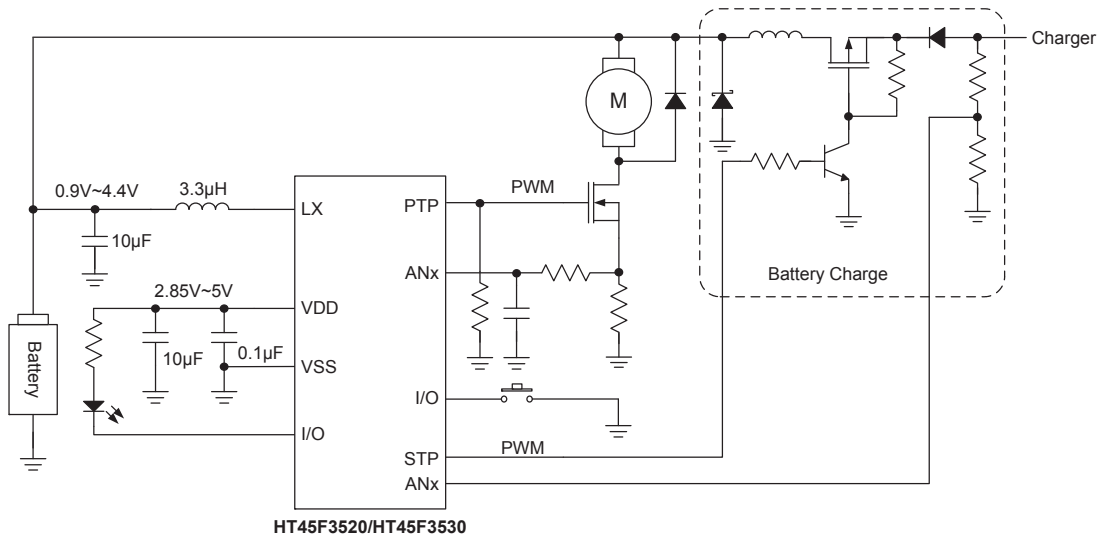 Charger
M
0.9V~4.4V
3.3µH
LX
PTP
PWM
10µF
ANx
Battery Charge
2.85V~5V
VDD
10µF
0.1µF
VSS
Battery
I/O
I/O
PWM
STP
ANx
HT45F3520/HT45F3530